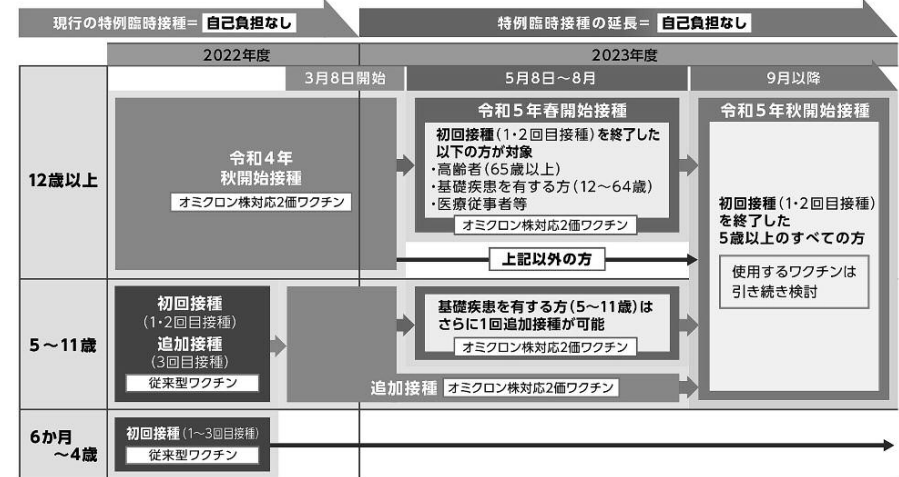 現行の特例臨時接種= 自己負担なし
特例臨時接種の延長= 自己負担なし
2022年度
2023年度
3月8日開始
5月8日〜8月
9月以降
12歳以上
令和4年
秋開始接種
オミクロン株対応2価ワクチン
令和5年春開始接種
初回接種(1・2回目接種)を終了した
以下の方が対象
・高齢者(65歳以上)
・基礎疾患を有する方(12〜64歳)
・医療従事者等
オミクロン株対応2価ワクチン
上記以外の方
令和5年秋開始接種
初回接種(1・2回目接種)
を終了した
5歳以上のすべての方
使用するワクチンは
引き続き検討
5〜11歳
初回接種
(1・2回目接種)
追加接種
(3回目接種)
従来型ワクチン
基礎疾患を有する方(5〜11歳)は
さらに1回追加接種が可能
オミクロン株対応2価ワクチン
追加接種 オミクロン株対応2価ワクチン
6か月
〜4歳
初回接種(1〜3回目接種)
従来型ワクチン